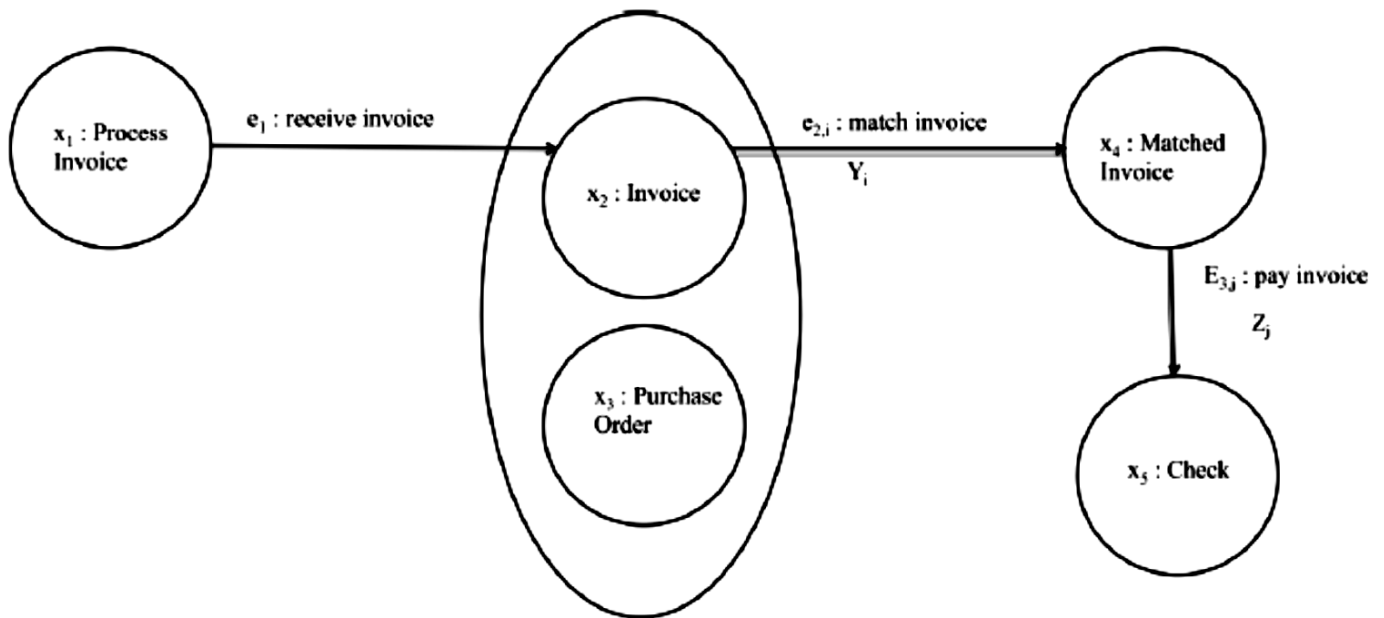 x₁ : Process
Invoice
e₁ : receive invoice
x₂ : Invoice
x₃ : Purchase
Order
e₂,ᵢ : match invoice
Yᵢ
x₄ : Matched
Invoice
E₃,ⱼ : pay invoice
Zⱼ
x₅ : Check